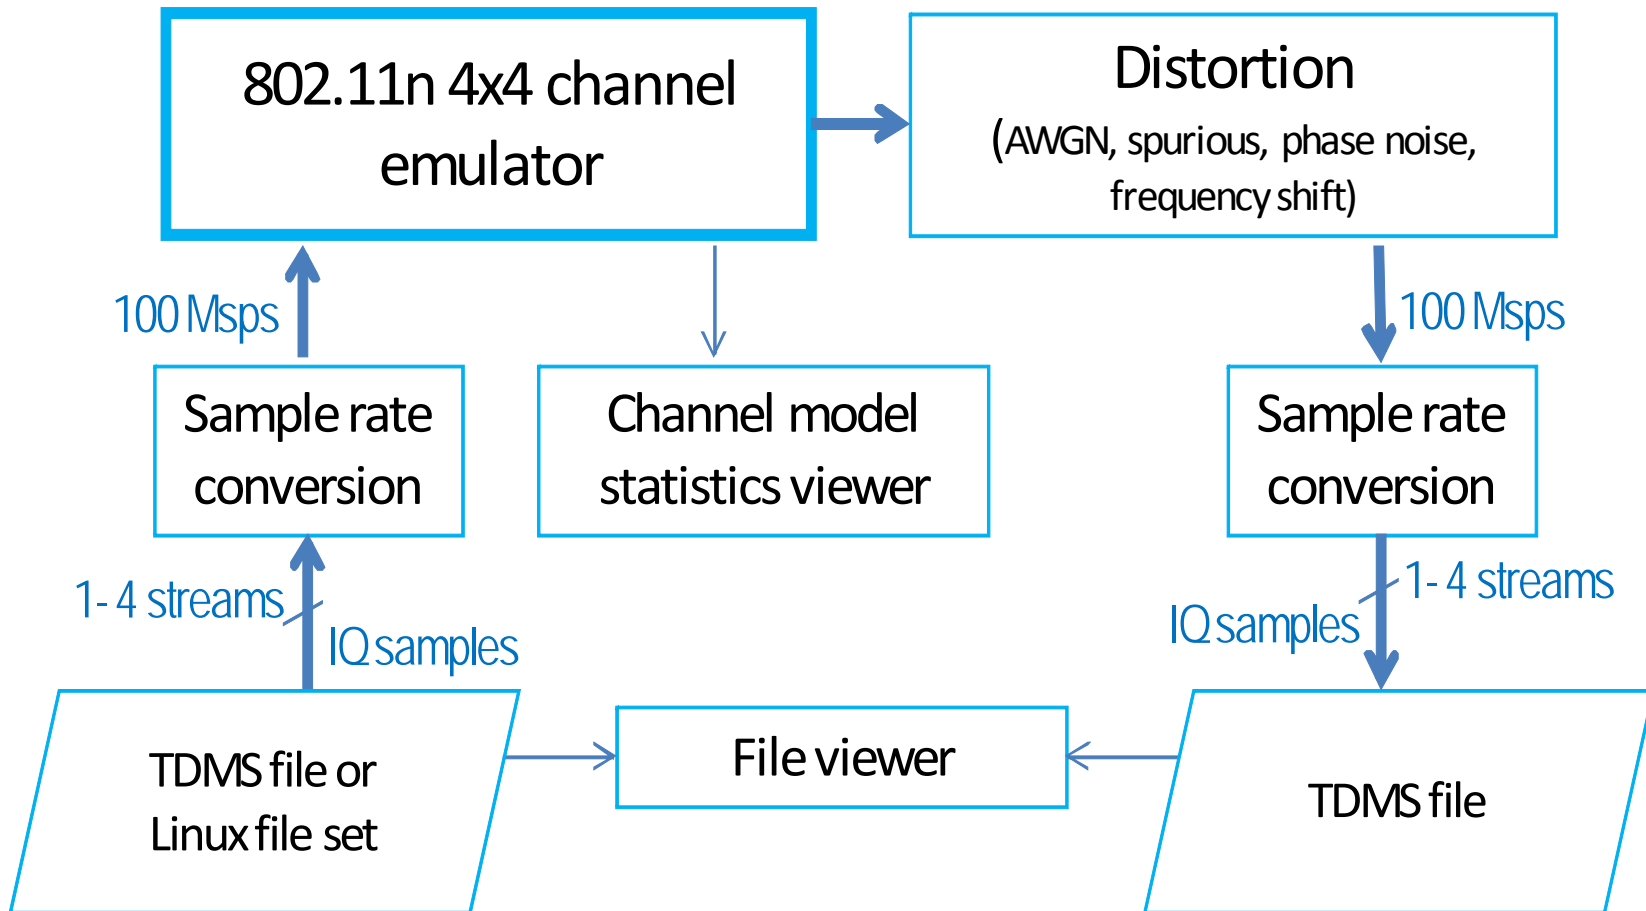 802.11n 4x4 channel
emulator
Distortion
(AWGN, spurious, phase noise,
frequency shift)
100 Msps
100 Msps
Sample rate
conversion
Channel model
statistics viewer
Sample rate
conversion
1- 4 streams
IQ samples
1- 4 streams
IQ samples
TDMS file or
Linux file set
File viewer
TDMS file